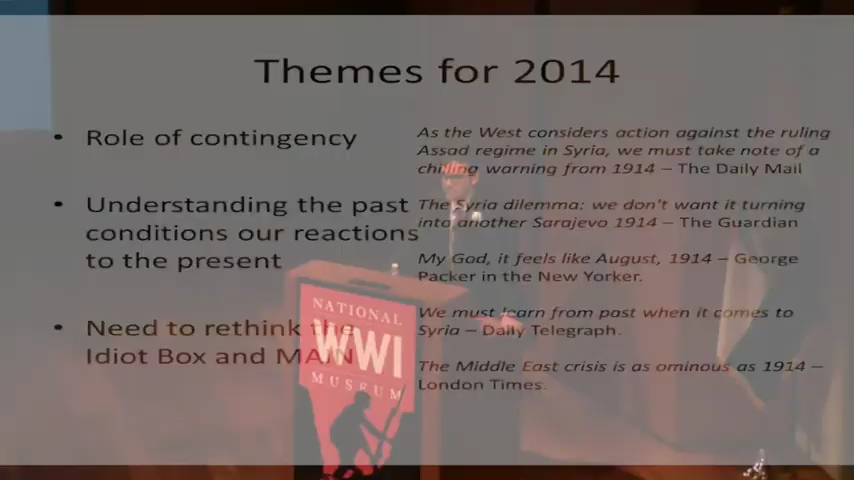 Themes for 2014
• Role of contingency
• Understanding the past
conditions our reactions
to the present
• Need to rethink the
Idiot Box and MAIN
As the West considers action against the ruling
Assad regime in Syria, we must take note of a
chilling warning from 1914 – The Daily Mail
The Syria dilemma: we don't want it turning
into another Sarajevo 1914 – The Guardian
My God, it feels like August, 1914 – George
Packer in the New Yorker.
We must learn from past when it comes to
Syria – Daily Telegraph.
The Middle East crisis is as ominous as 1914 –
London Times.
NATIONAL
WWI
MUSEUM